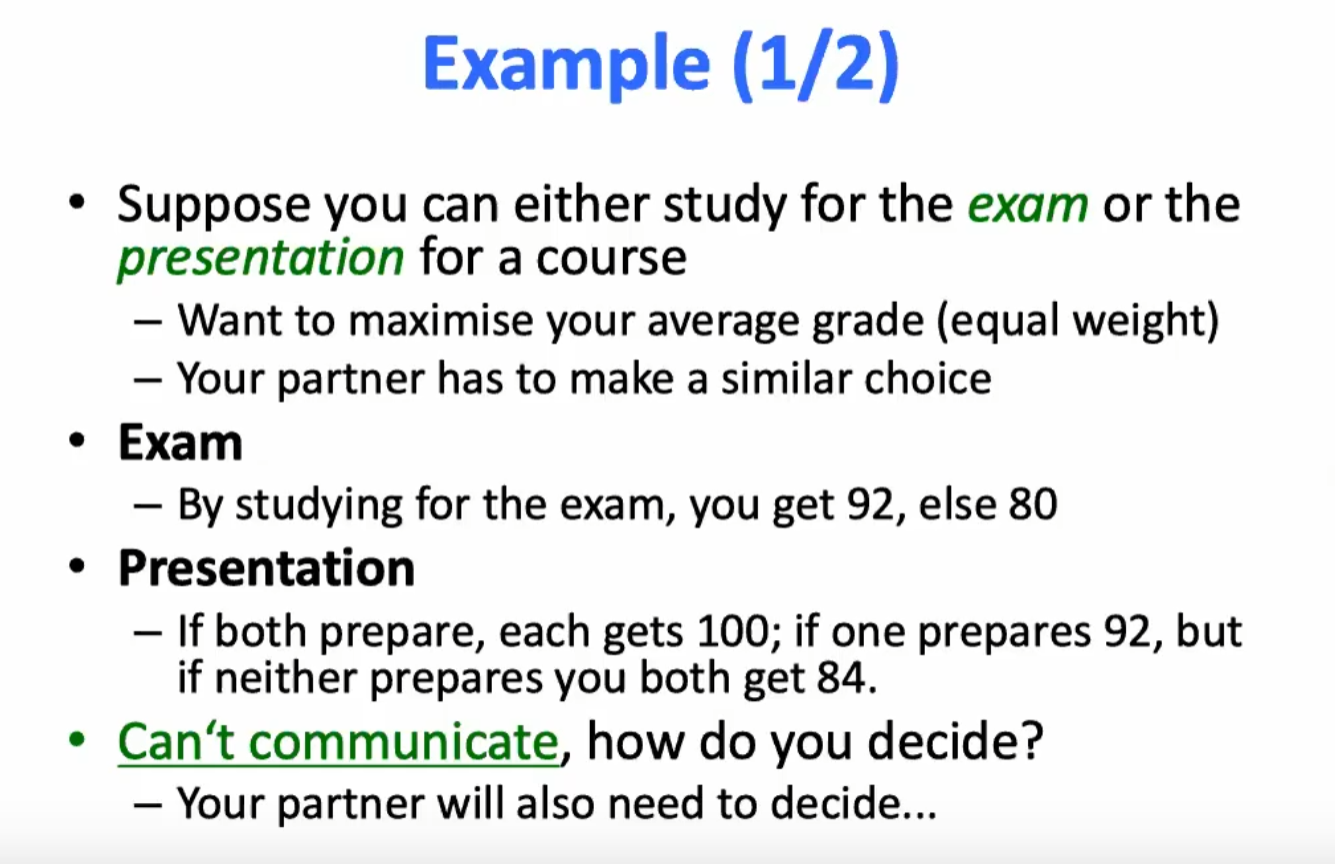 Example (1/2)
• Suppose you can either study for the exam or the
presentation for a course
– Want to maximise your average grade (equal weight)
– Your partner has to make a similar choice
• Exam
– By studying for the exam, you get 92, else 80
• Presentation
– If both prepare, each gets 100; if one prepares 92, but
if neither prepares you both get 84.
• Can‘t communicate, how do you decide?
– Your partner will also need to decide...